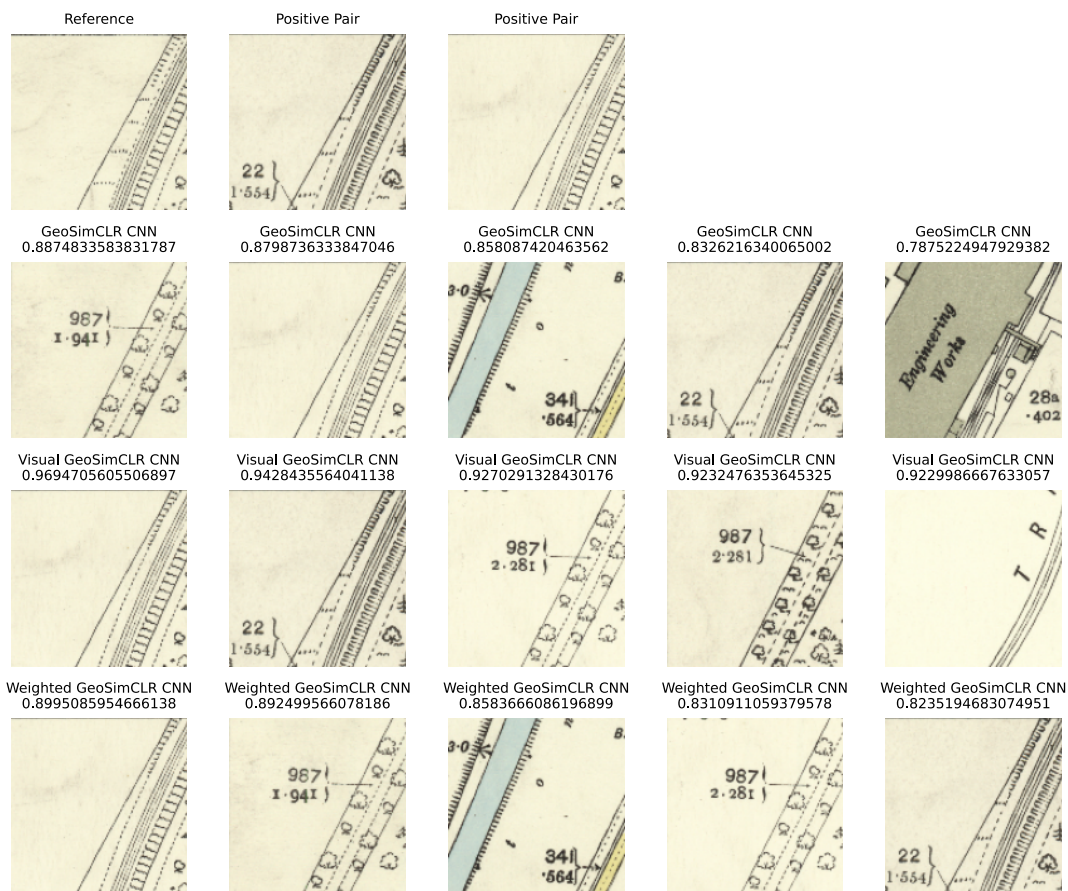 Reference
Positive Pair
Positive Pair
22
1·554
GeoSimCLR CNN
0.8874833583831787
GeoSimCLR CNN
0.8798736333847046
GeoSimCLR CNN
0.858087420463562
GeoSimCLR CNN
0.8326216340065002
GeoSimCLR CNN
0.7875224947929382
987
1·941
3·0
n
B.
o
t
341
·564
22
1·554
Engineering
Works
28a
·402
Visual GeoSimCLR CNN
0.9694705605506897
Visual GeoSimCLR CNN
0.9428435564041138
Visual GeoSimCLR CNN
0.9270291328430176
Visual GeoSimCLR CNN
0.9232476353645325
Visual GeoSimCLR CNN
0.9229986667633057
22
1·554
987
2·281
987
2·281
T R
Weighted GeoSimCLR CNN
0.8995085954666138
Weighted GeoSimCLR CNN
0.892499566078186
Weighted GeoSimCLR CNN
0.8583666086196899
Weighted GeoSimCLR CNN
0.8310911059379578
Weighted GeoSimCLR CNN
0.8235194683074951
987
1·941
3·0
n
B.
o
t
341
·564
987
2·281
22
1·554